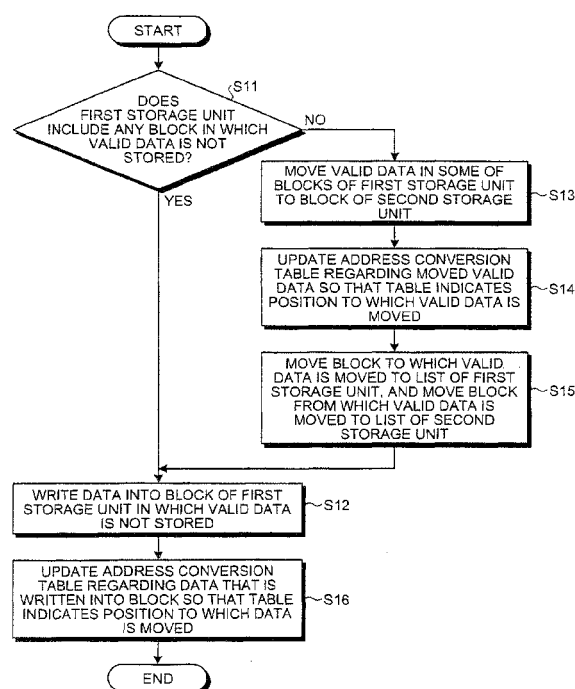 START
S11
DOES
FIRST STORAGE UNIT
INCLUDE ANY BLOCK IN WHICH
VALID DATA IS NOT
STORED?
NO
YES
MOVE VALID DATA IN SOME OF
BLOCKS OF FIRST STORAGE UNIT
TO BLOCK OF SECOND STORAGE
UNIT
S13
UPDATE ADDRESS CONVERSION
TABLE REGARDING MOVED VALID
DATA SO THAT TABLE INDICATES
POSITION TO WHICH VALID DATA IS
MOVED
S14
MOVE BLOCK TO WHICH VALID
DATA IS MOVED TO LIST OF FIRST
STORAGE UNIT, AND MOVE BLOCK
FROM WHICH VALID DATA IS
MOVED TO LIST OF SECOND
STORAGE UNIT
S15
WRITE DATA INTO BLOCK OF FIRST
STORAGE UNIT IN WHICH VALID DATA
IS NOT STORED
S12
UPDATE ADDRESS CONVERSION
TABLE REGARDING DATA THAT IS
WRITTEN INTO BLOCK SO THAT TABLE
INDICATES POSITION TO WHICH DATA
IS MOVED
S16
END